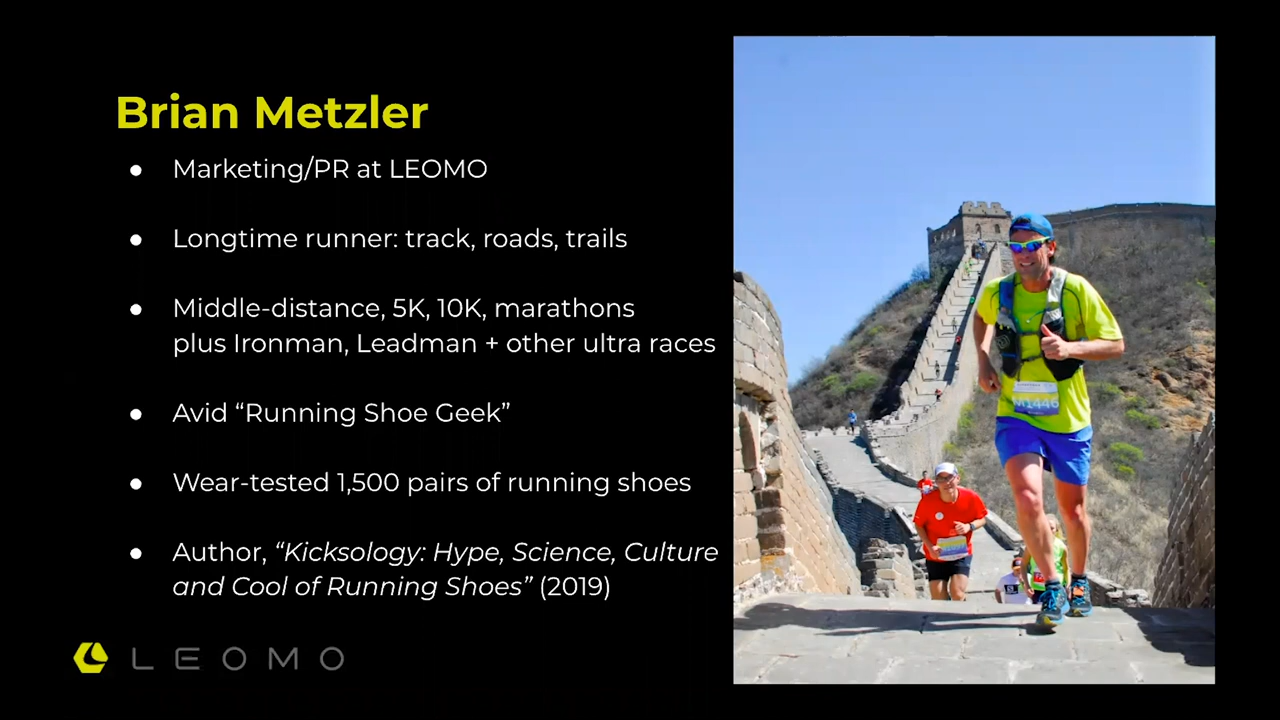 Brian Metzler
● Marketing/PR at LEOMO
● Longtime runner: track, roads, trails
● Middle-distance, 5K, 10K, marathons
plus Ironman, Leadman + other ultra races
● Avid “Running Shoe Geek”
● Wear-tested 1,500 pairs of running shoes
● Author, “Kicksology: Hype, Science, Culture
and Cool of Running Shoes” (2019)
LEOMO
M1446